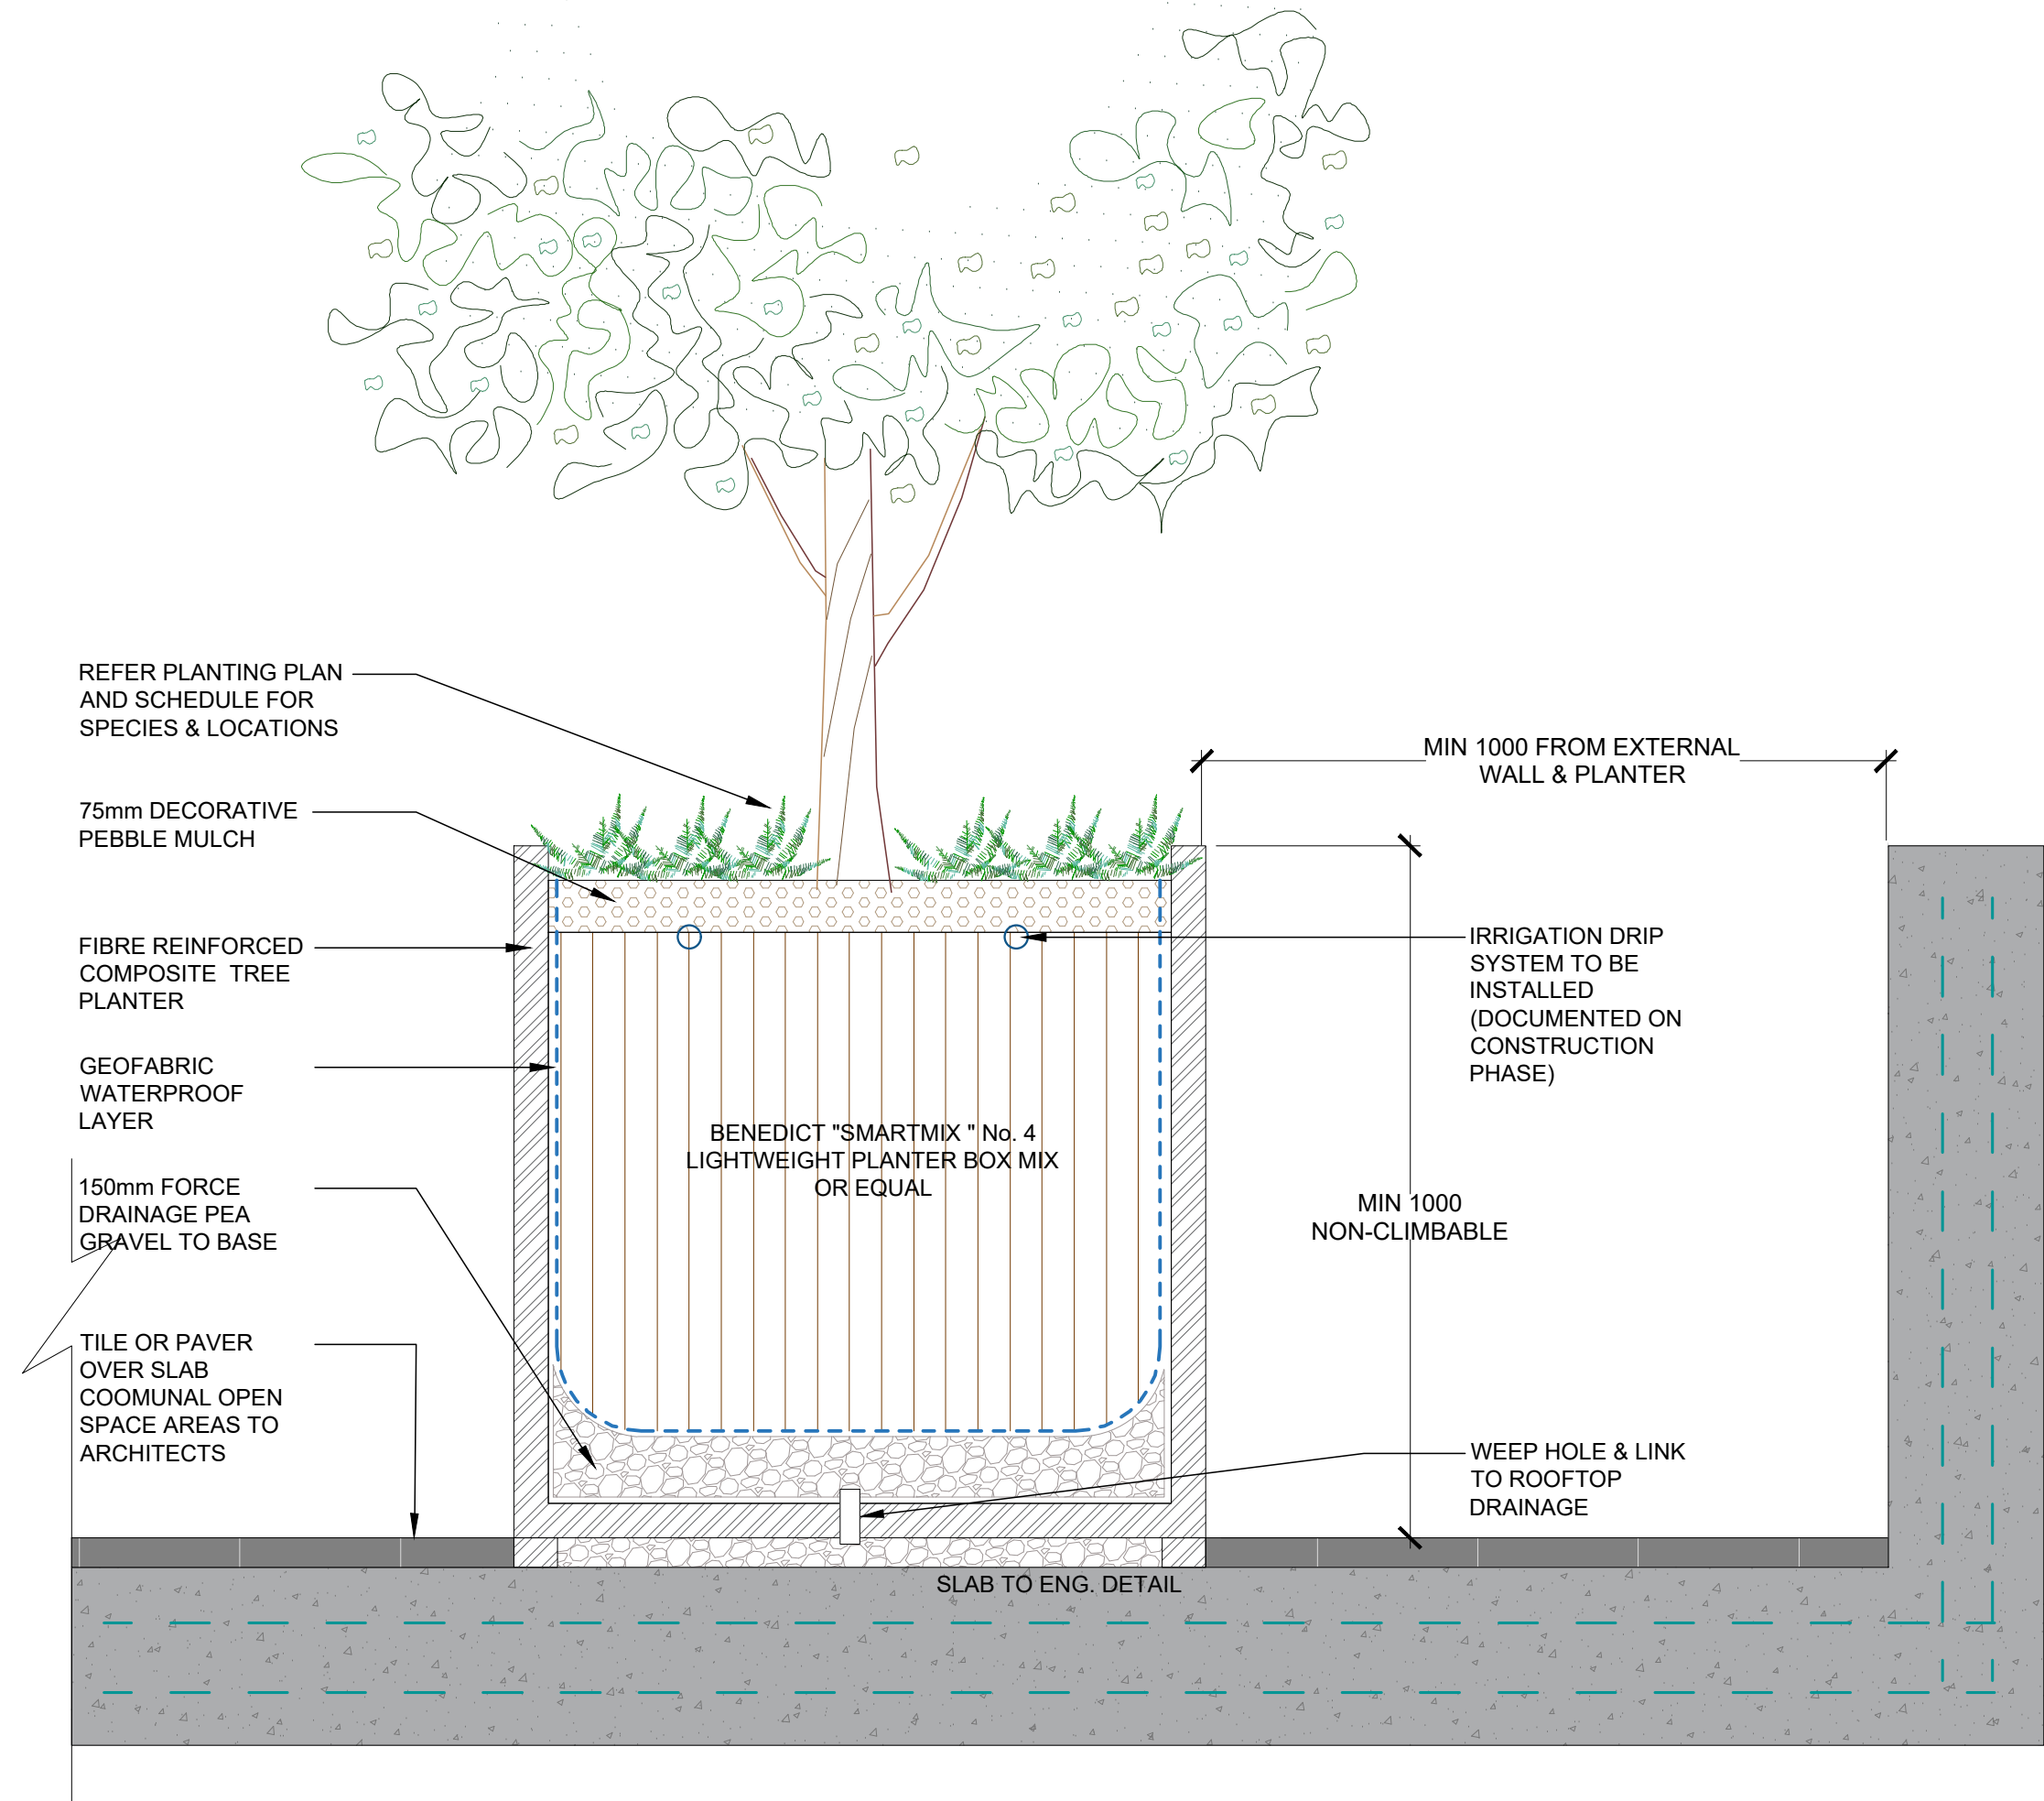 REFER PLANTING PLAN
AND SCHEDULE FOR
SPECIES & LOCATIONS
75mm DECORATIVE
PEBBLE MULCH
FIBRE REINFORCED
COMPOSITE TREE
PLANTER
GEOFABRIC
WATERPROOF
LAYER
150mm FORCE
DRAINAGE PEA
GRAVEL TO BASE
TILE OR PAVER
OVER SLAB
COOMUNAL OPEN
SPACE AREAS TO
ARCHITECTS
BENEDICT "SMARTMIX " No. 4
LIGHTWEIGHT PLANTER BOX MIX
OR EQUAL
MIN 1000 FROM EXTERNAL
WALL & PLANTER
IRRIGATION DRIP
SYSTEM TO BE
INSTALLED
(DOCUMENTED ON
CONSTRUCTION
PHASE)
MIN 1000
NON-CLIMBABLE
WEEP HOLE & LINK
TO ROOFTOP
DRAINAGE
SLAB TO ENG. DETAIL